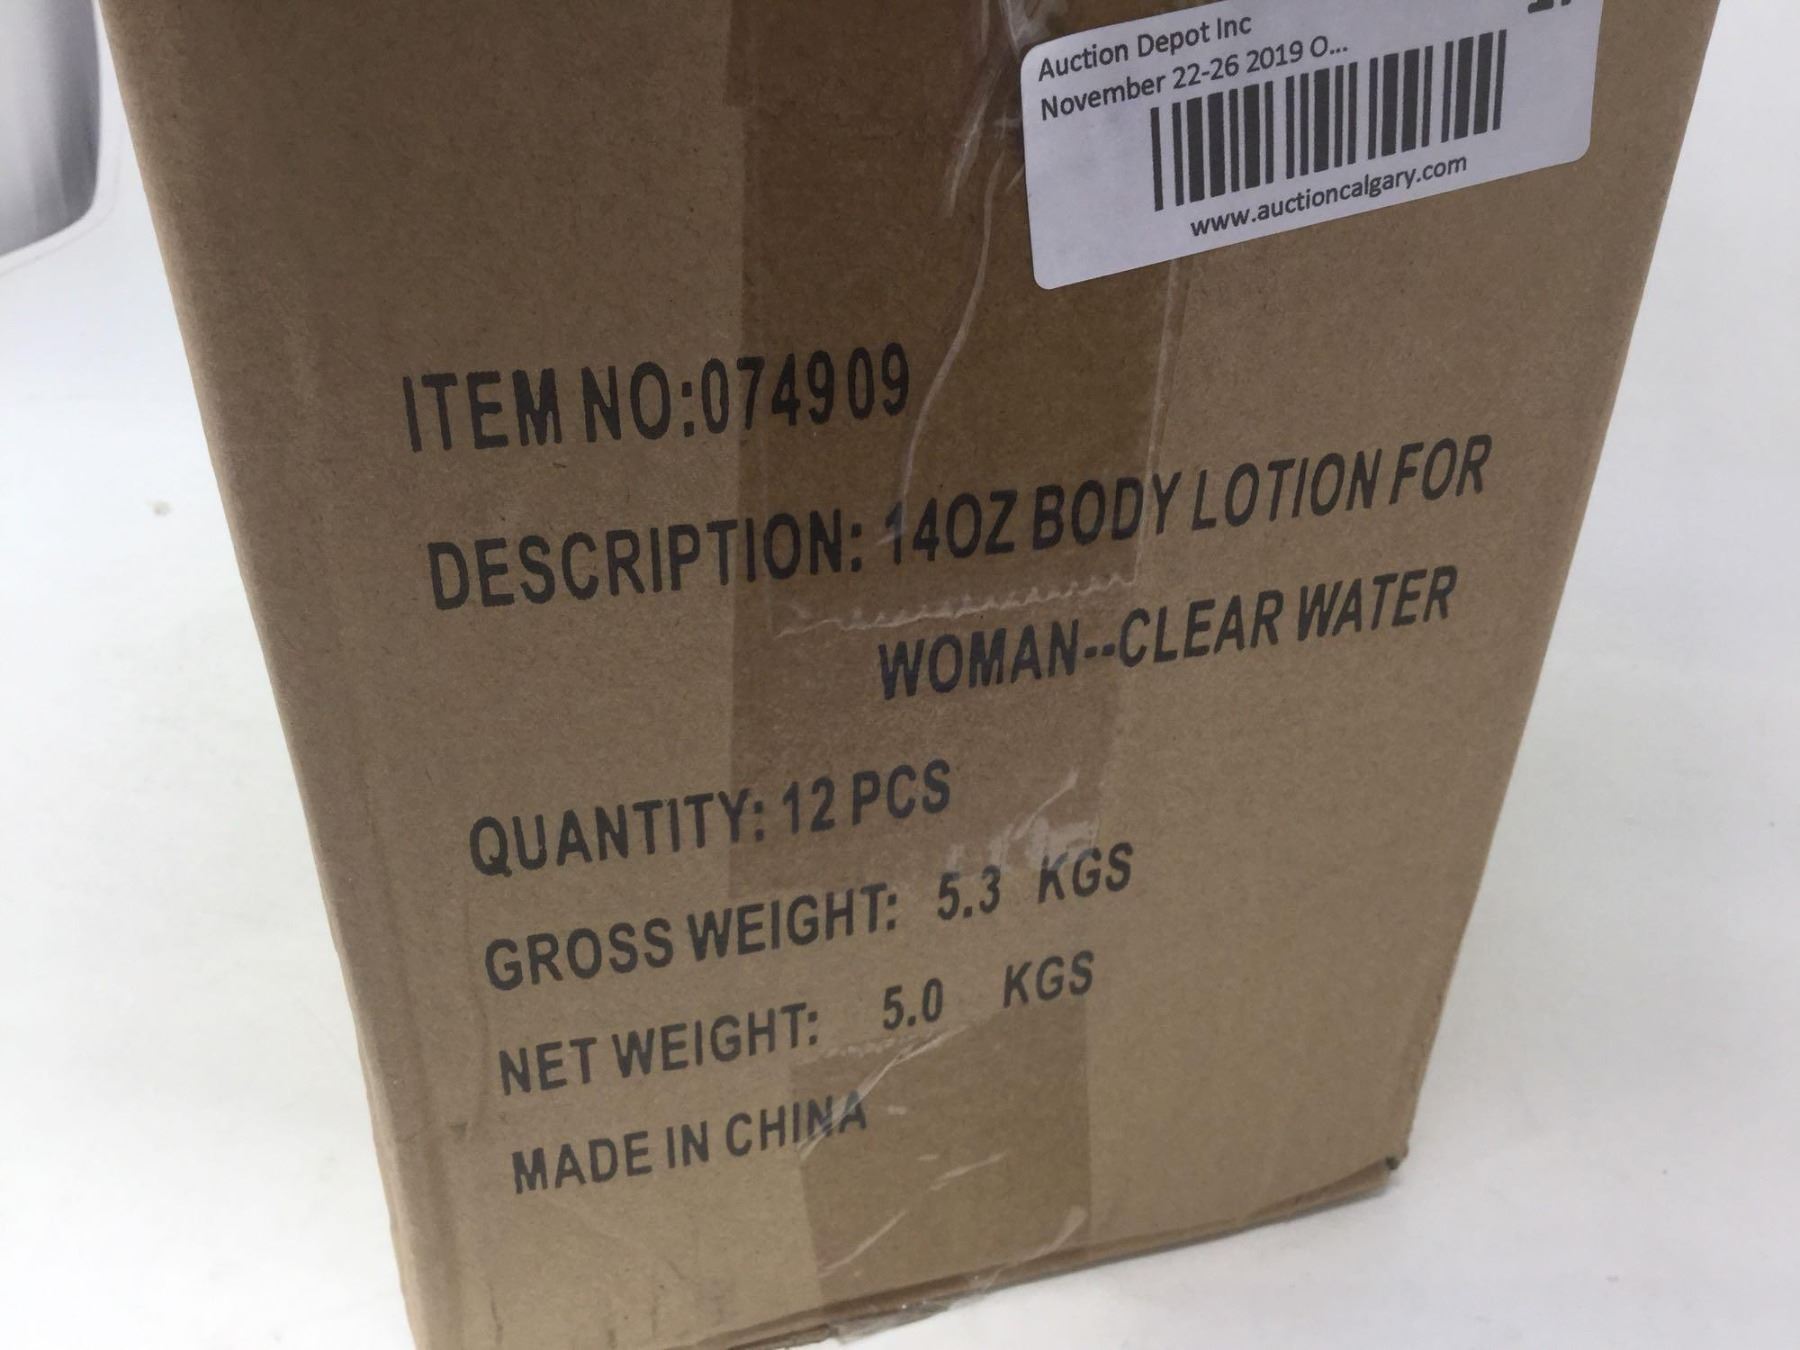 Auction Depot Inc
November 22-26 2019 O...
www.auctioncalgary.com
ITEM NO:074909
DESCRIPTION: 14OZ BODY LOTION FOR
WOMAN--CLEAR WATER
QUANTITY: 12 PCS
GROSS WEIGHT: 5.3 KGS
NET WEIGHT: 5.0 KGS
MADE IN CHINA